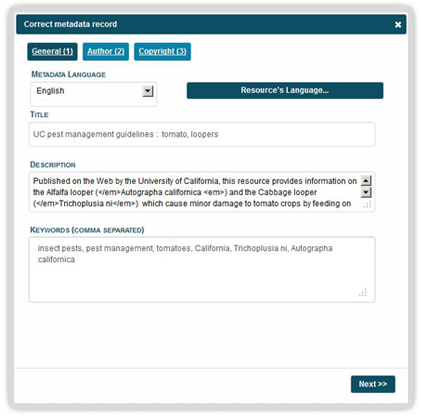 Correct metadata record ×
General (1) Author (2) Copyright (3)
METADATA LANGUAGE
English Resource's Language...
TITLE
UC pest management guidelines : tomato, loopers
DESCRIPTION
Published on the Web by the University of California, this resource provides information on
the Alfalfa looper (</em>Autographa californica <em>) and the Cabbage looper
(</em>Trichoplusia ni</em>) which cause minor damage to tomato crops by feeding on
KEYWORDS (COMMA SEPARATED)
insect pests, pest management, tomatoes, California, Trichoplusia ni, Autographa
californica
Next >>